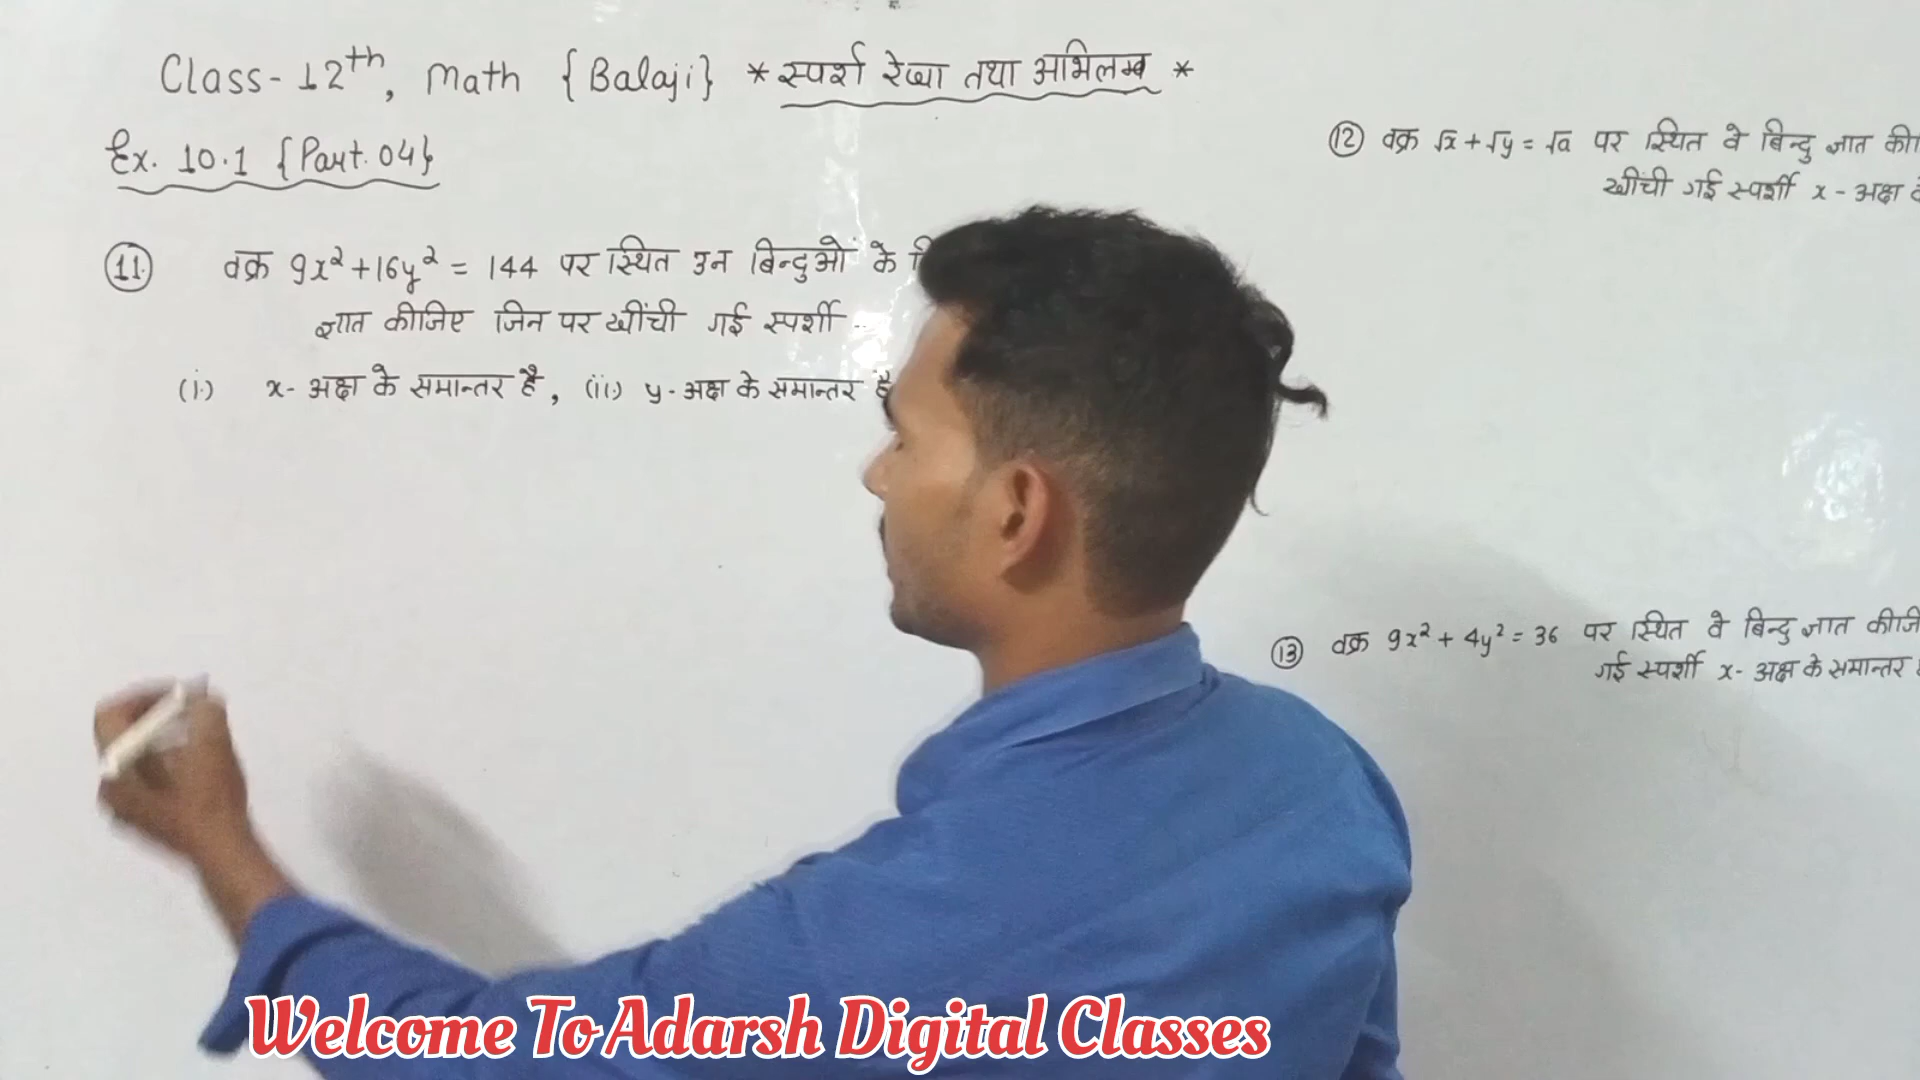 Class-12th, Math {Balaji} *स्पर्श रेखा तथा अभिलम्ब *
Ex. 10.1 {Part. 04}
(11.) वक्र 9x²+16y² = 144 पर स्थित उन बिन्दुओं के
ज्ञात कीजिए जिन पर खींची गई स्पर्शी
(i.) x- अक्ष के समान्तर है, (ii.) y- अक्ष के समान्तर है
(12) वक्र √x+√y = √a पर स्थित वे बिन्दु ज्ञात
खींची गई स्पर्शी x - अक्ष
(13) वक्र 9x² + 4y² = 36 पर स्थित वे बिन्दु ज्ञात
गई स्पर्शी x- अक्ष के समान्तर
Welcome To Adarsh Digital Classes